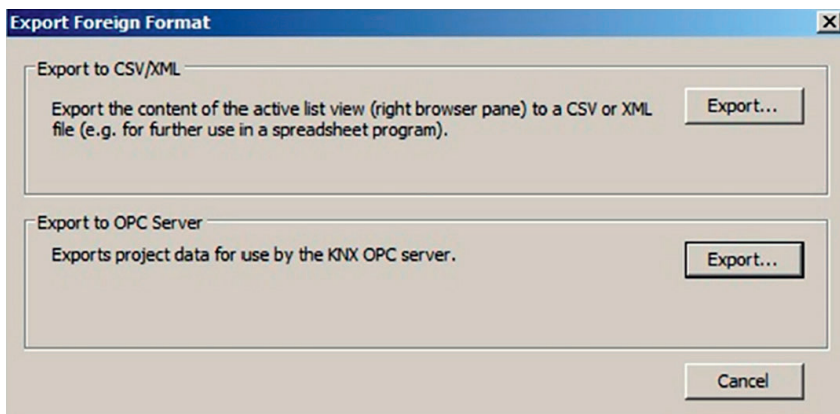 Export Foreign Format
Export to CSV/XML
Export the content of the active list view (right browser pane) to a CSV or XML
file (e.g. for further use in a spreadsheet program).
Export...
Export to OPC Server
Exports project data for use by the KNX OPC server.
Export...
Cancel